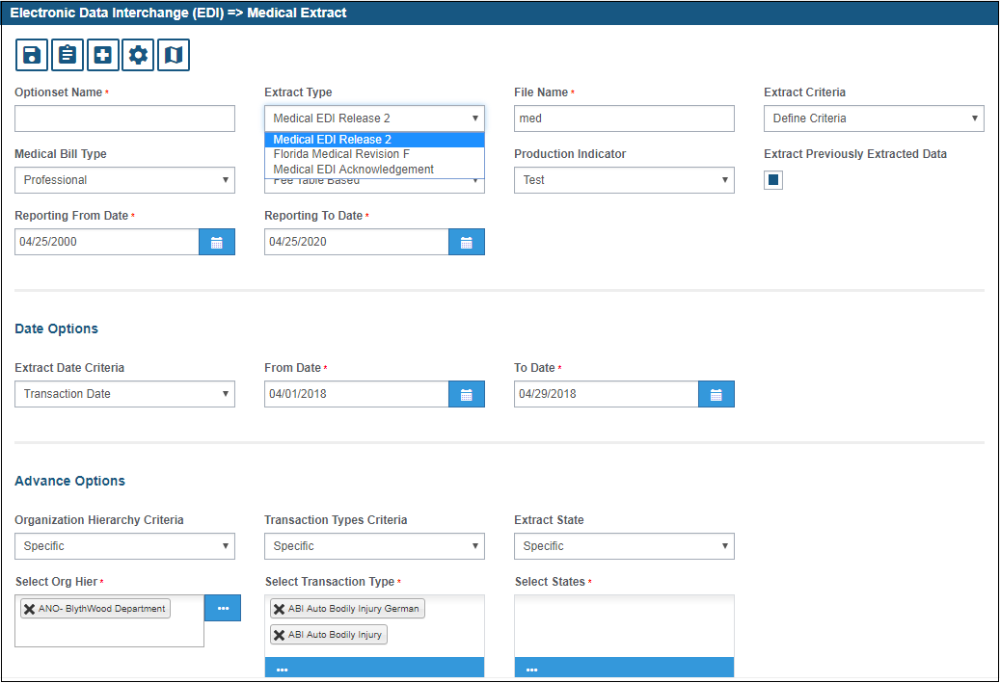 Electronic Data Interchange (EDI) => Medical Extract
Optionset Name *
Extract Type
File Name *
Extract Criteria
Medical EDI Release 2
med
Define Criteria
Medical EDI Release 2
Florida Medical Revision F
Medical EDI Acknowledgement
Medical Bill Type
Production Indicator
Extract Previously Extracted Data
Professional
Fee Table Based
Test
Reporting From Date *
Reporting To Date *
04/25/2000
04/25/2020
Date Options
Extract Date Criteria
From Date *
To Date *
Transaction Date
04/01/2018
04/29/2018
Advance Options
Organization Hierarchy Criteria
Transaction Types Criteria
Extract State
Specific
Specific
Specific
Select Org Hier *
Select Transaction Type *
Select States *
ANO- BlythWood Department
ABI Auto Bodily Injury German
ABI Auto Bodily Injury